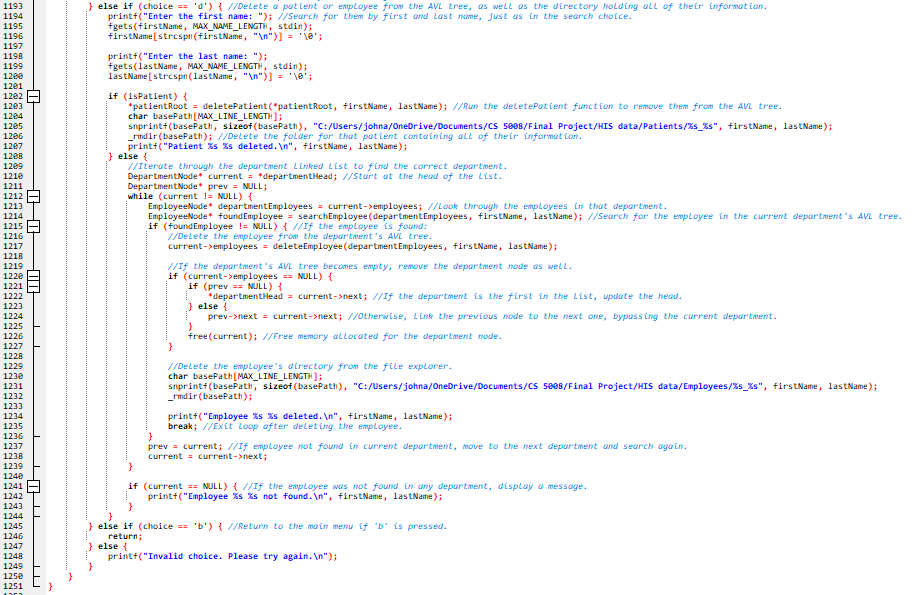 1193 } else if (choice == 'd') { //Delete a patient or employee from the AVL tree, as well as the directory holding all of their information.
1194 printf("Enter the first name: "); //Search for them by first and last name, just as in the search choice.
1195 fgets(firstName, MAX_NAME_LENGTH, stdin);
1196 firstName[strcspn(firstName, "\n")] = '\0';
1197
1198 printf("Enter the last name: ");
1199 fgets(lastName, MAX_NAME_LENGTH, stdin);
1200 lastName[strcspn(lastName, "\n")] = '\0';
1201
1202 if (isPatient) {
1203 *patientRoot = deletePatient(*patientRoot, firstName, lastName); //Run the deletePatient function to remove them from the AVL tree.
1204 char basePath[MAX_LINE_LENGTH];
1205 snprintf(basePath, sizeof(basePath), "C:/Users/johna/OneDrive/Documents/CS 5008/Final Project/HIS data/Patients/%s_%s", firstName, lastName);
1206 _rmdir(basePath); //Delete the folder for that patient containing all of their information.
1207 printf("Patient %s %s deleted.\n", firstName, lastName);
1208 } else {
1209 //Iterate through the department linked list to find the correct department.
1210 DepartmentNode* current = *departmentHead; //Start at the head of the list.
1211 DepartmentNode* prev = NULL;
1212 while (current != NULL) {
1213 EmployeeNode* departmentEmployees = current->employees; //Look through the employees in that department.
1214 EmployeeNode* foundEmployee = searchEmployee(departmentEmployees, firstName, lastName); //Search for the employee in the current department's AVL tree.
1215 if (foundEmployee != NULL) { //If the employee is found:
1216 //Delete the employee from the department's AVL tree.
1217 current->employees = deleteEmployee(departmentEmployees, firstName, lastName);
1218
1219 //If the department's AVL tree becomes empty, remove the department node as well.
1220 if (current->employees == NULL) {
1221 if (prev == NULL) {
1222 *departmentHead = current->next; //If the department is the first in the list, update the head.
1223 } else {
1224 prev->next = current->next; //Otherwise, link the previous node to the next one, bypassing the current department.
1225 }
1226 free(current); //Free memory allocated for the department node.
1227 }
1228
1229 //Delete the employee's directory from the file explorer.
1230 char basePath[MAX_LINE_LENGTH];
1231 snprintf(basePath, sizeof(basePath), "C:/Users/johna/OneDrive/Documents/CS 5008/Final Project/HIS data/Employees/%s_%s", firstName, lastName);
1232 _rmdir(basePath);
1233
1234 printf("Employee %s %s deleted.\n", firstName, lastName);
1235 break; //Exit loop after deleting the employee.
1236 }
1237 prev = current; //If employee not found in current department, move to the next department and search again.
1238 current = current->next;
1239 }
1240
1241 if (current == NULL) { //If the employee was not found in any department, display a message.
1242 printf("Employee %s %s not found.\n", firstName, lastName);
1243 }
1244 }
1245 } else if (choice == 'b') { //Return to the main menu if 'b' is pressed.
1246 return;
1247 } else {
1248 printf("Invalid choice. Please try again.\n");
1249 }
1250 }
1251 }